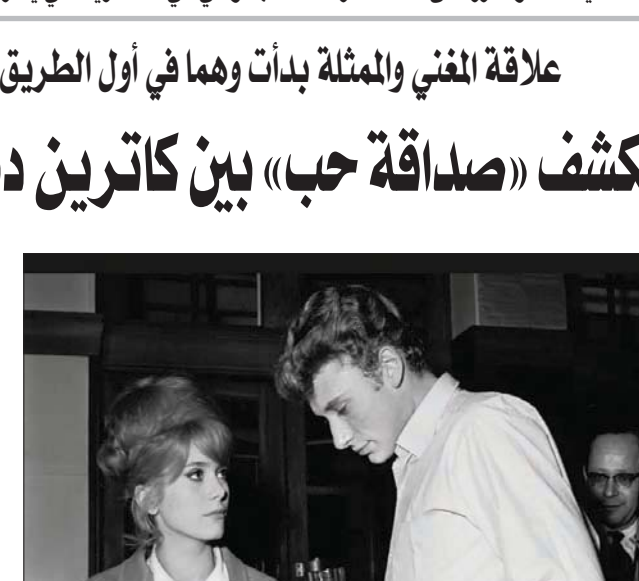 علاقة المغني والممثلة بدأت وهما في أول الطريق
كشف «صداقة حب» بين كاترين د